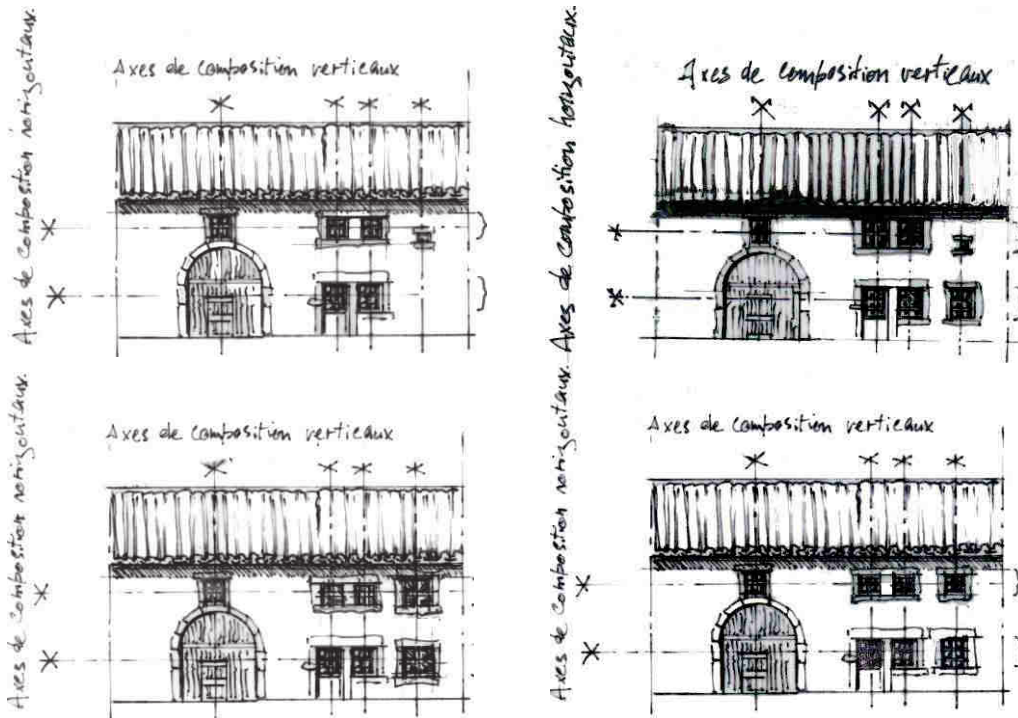 Axes de composition verticaux
Axes de composition horizontaux.
Axes de composition verticaux
Axes de composition horizontaux.
Axes de composition verticaux
Axes de composition horizontaux.
Axes de composition verticaux
Axes de composition horizontaux.